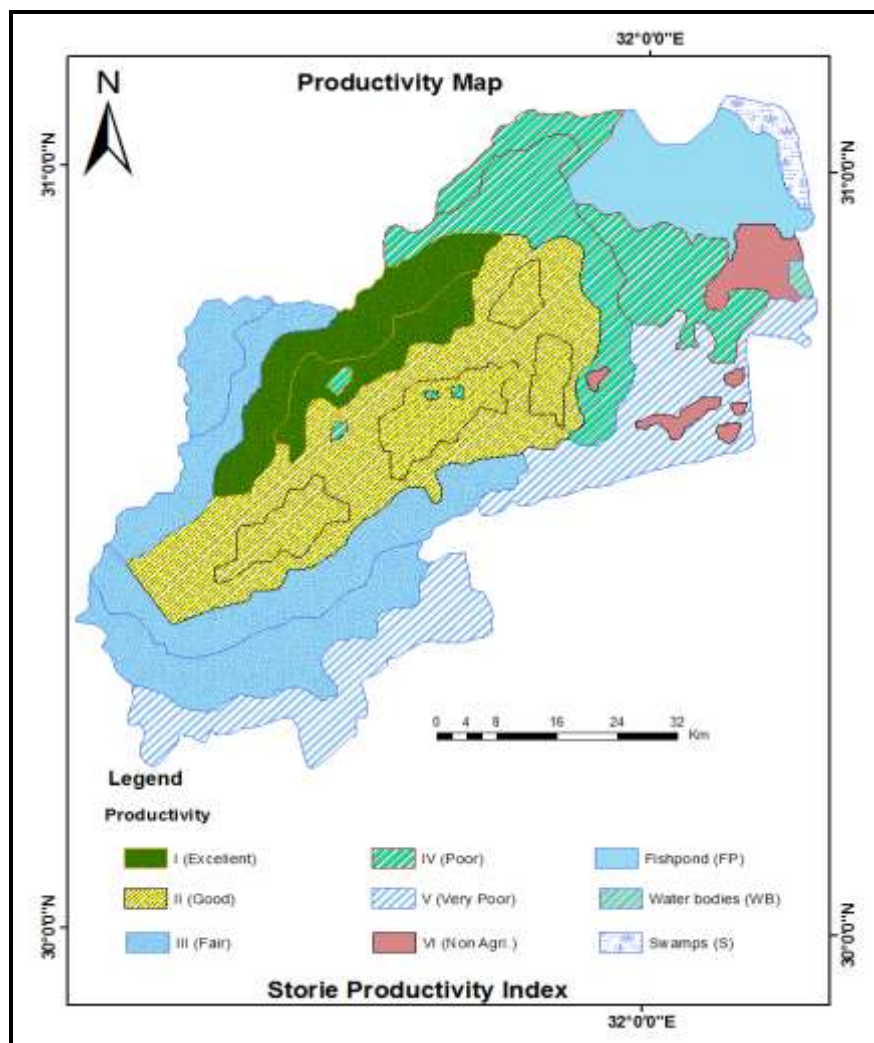 32°0'0"E
Productivity Map
N
31°0'0"N
31°0'0"N
0 4 8 16 24 32
Km
Legend
Productivity
I (Excellent)
IV (Poor)
Fishpond (FP)
II (Good)
V (Very Poor)
Water bodies (WB)
III (Fair)
VI (Non Agri.)
Swamps (S)
30°0'0"N
30°0'0"N
Storie Productivity Index
32°0'0"E